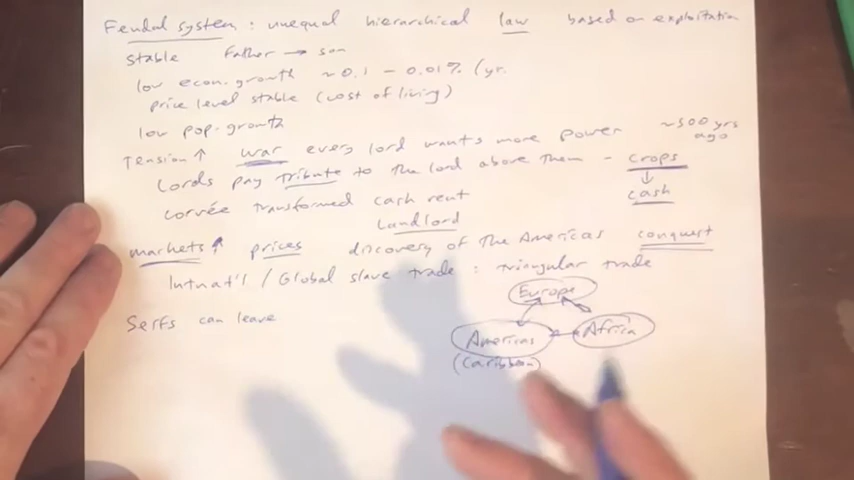 Feudal system : unequal hierarchical law based on exploitation
stable Father → son
low econ. growth ~0.1 - 0.01% (yr.
price level stable (cost of living)
low pop. growth
Tension ↑ war every lord wants more power ~500 yrs ago
Lords pay tribute to the lord above them - crops
↓
corvée transformed cash rent cash
Landlord
markets ↑ prices discovery of the Americas conquest
Intnat'l / Global slave trade : triangular trade
Europe
Serfs can leave
Americas Africa
(Caribbean)